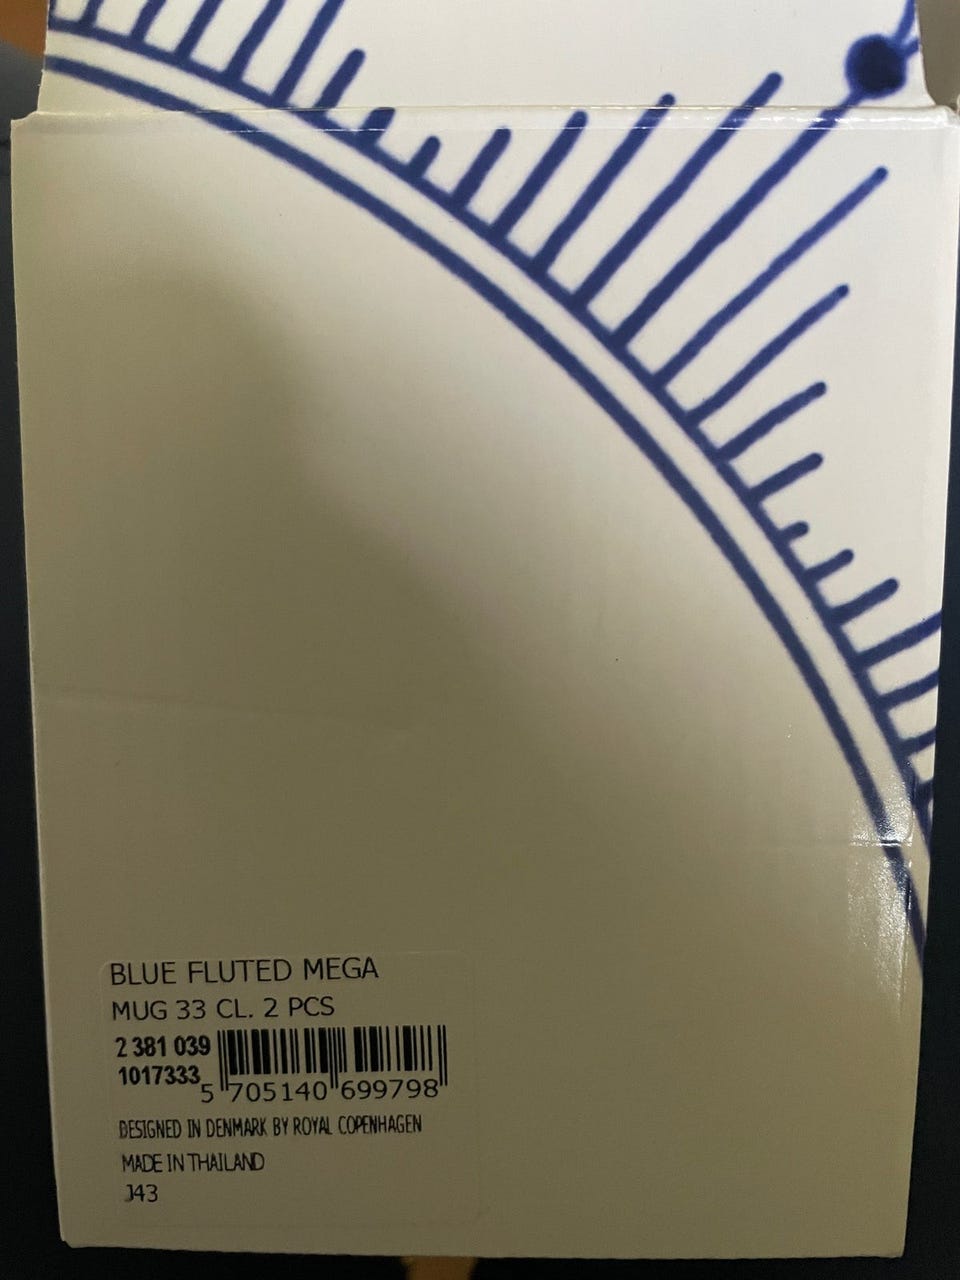 BLUE FLUTED MEGA
MUG 33 CL. 2 PCS
2 381 039
1017333
5 705140 699798
DESIGNED IN DENMARK BY ROYAL COPENHAGEN
MADE IN THAILAND
J43